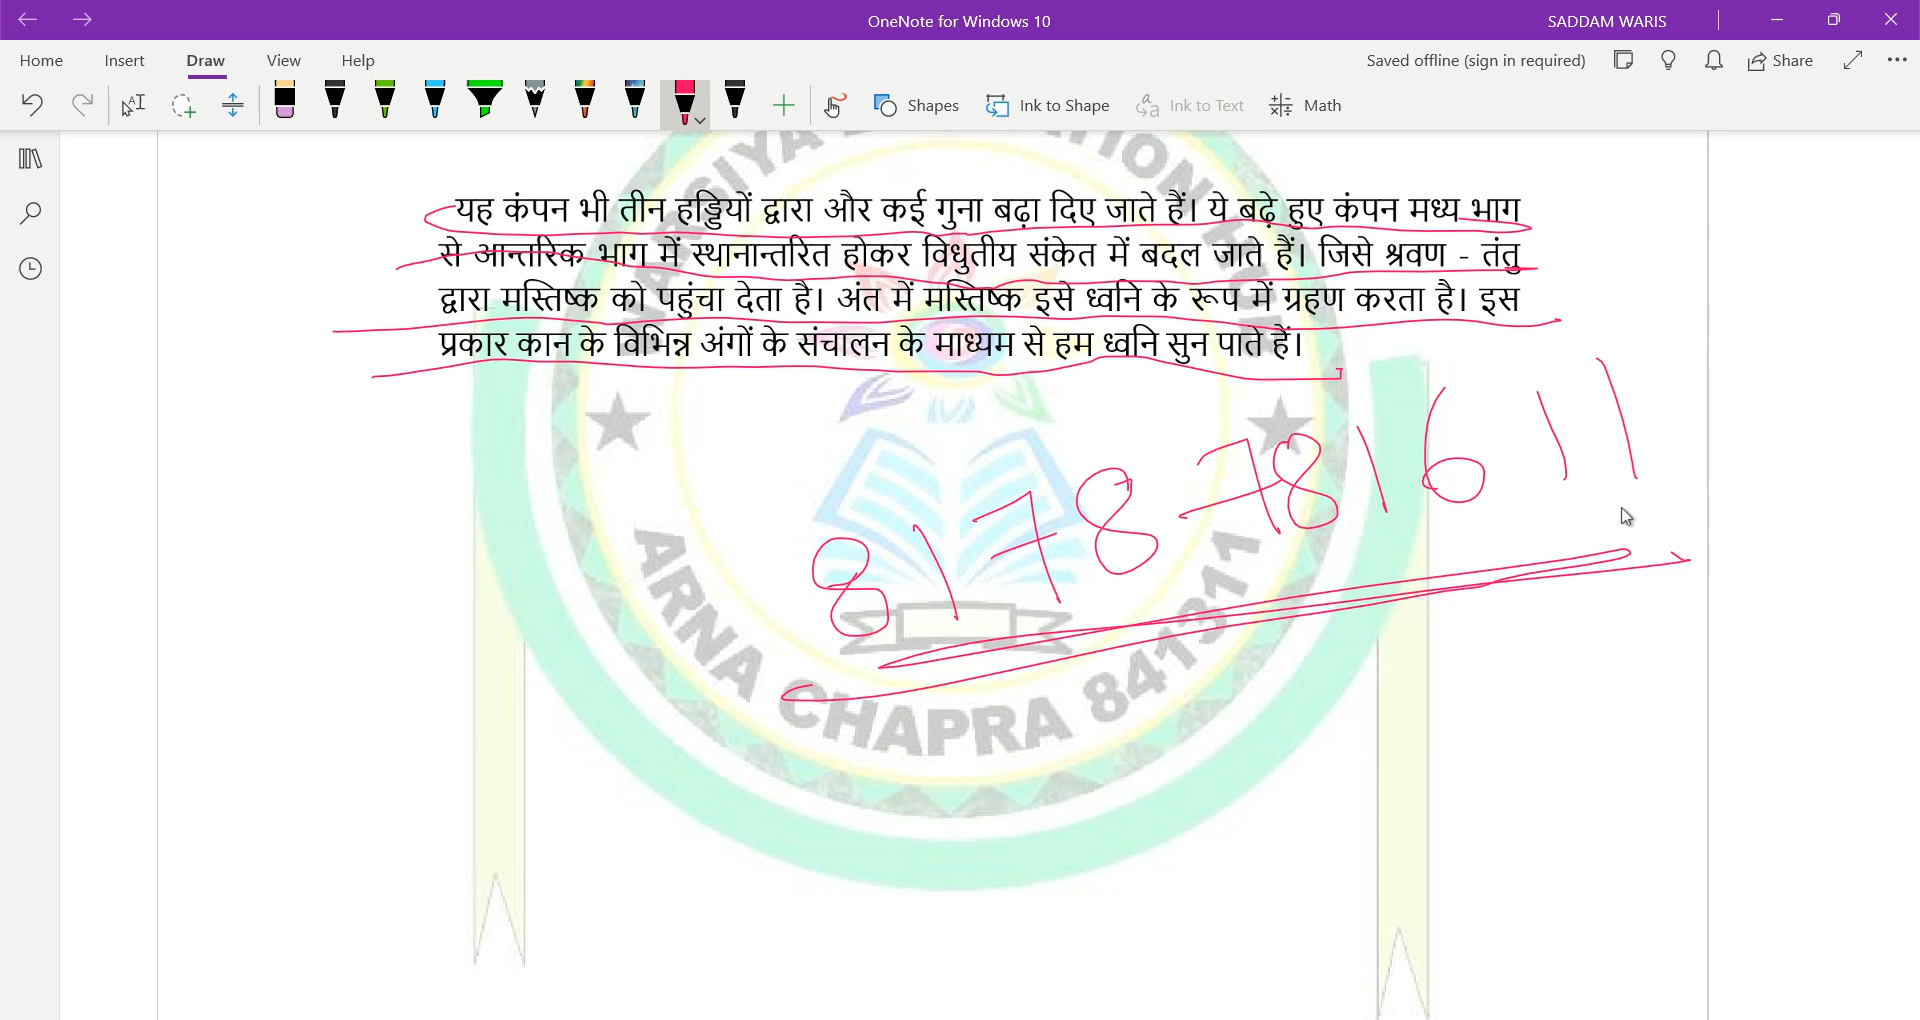 OneNote for Windows 10
SADDAM WARIS
Home Insert Draw View Help
Saved offline (sign in required)
Share
Shapes
Ink to Shape
Ink to Text
Math
यह कंपन भी तीन हड्डियों द्वारा और कई गुना बढ़ा दिए जाते हैं। ये बढ़े हुए कंपन मध्य भाग
से आन्तरिक भाग में स्थानान्तरित होकर विधुतीय संकेत में बदल जाते हैं। जिसे श्रवण - तंतु
द्वारा मस्तिष्क को पहुंचा देता है। अंत में मस्तिष्क इसे ध्वनि के रूप में ग्रहण करता है। इस
प्रकार कान के विभिन्न अंगों के संचालन के माध्यम से हम ध्वनि सुन पाते हैं।
8178781611
ARNA CHAPRA 841311